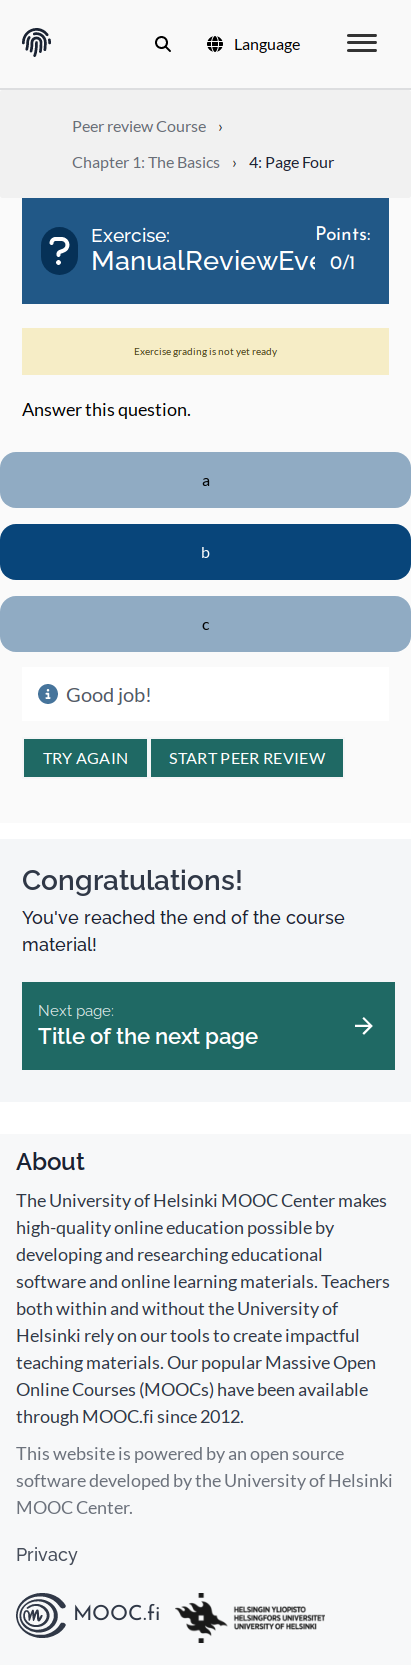 Language
Peer review Course ›
Chapter 1: The Basics › 4: Page Four
Exercise:
ManualReviewEve
Points:
0/1
Exercise grading is not yet ready
Answer this question.
a
b
c
Good job!
TRY AGAIN
START PEER REVIEW
Congratulations!
You've reached the end of the course
material!
Next page:
Title of the next page
About
The University of Helsinki MOOC Center makes
high-quality online education possible by
developing and researching educational
software and online learning materials. Teachers
both within and without the University of
Helsinki rely on our tools to create impactful
teaching materials. Our popular Massive Open
Online Courses (MOOCs) have been available
through MOOC.fi since 2012.
This website is powered by an open source
software developed by the University of Helsinki
MOOC Center.
Privacy
MOOC.fi
HELSINGIN YLIOPISTO
HELSINGFORS UNIVERSITET
UNIVERSITY OF HELSINKI